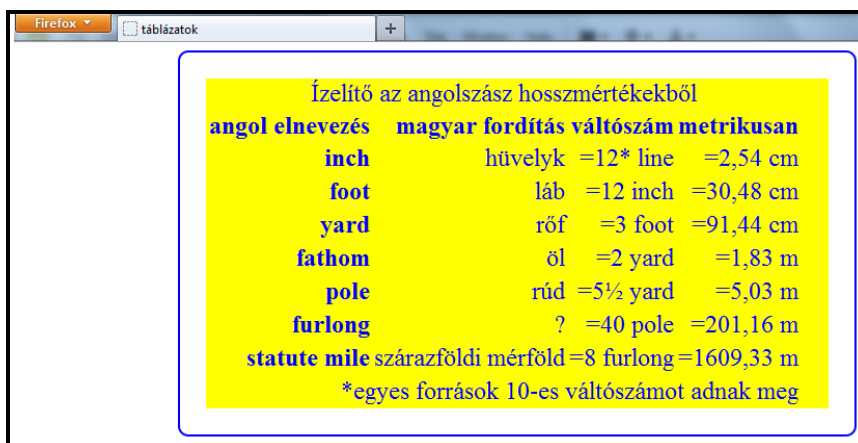 Firefox
táblázatok
Ízelítő az angolszász hosszmértékekből
angol elnevezés magyar fordítás váltószám metrikusan
inch hüvelyk =12* line =2,54 cm
foot láb =12 inch =30,48 cm
yard rőf =3 foot =91,44 cm
fathom öl =2 yard =1,83 m
pole rúd =5½ yard =5,03 m
furlong ? =40 pole =201,16 m
statute mile szárazföldi mérföld =8 furlong =1609,33 m
*egyes források 10-es váltószámot adnak meg